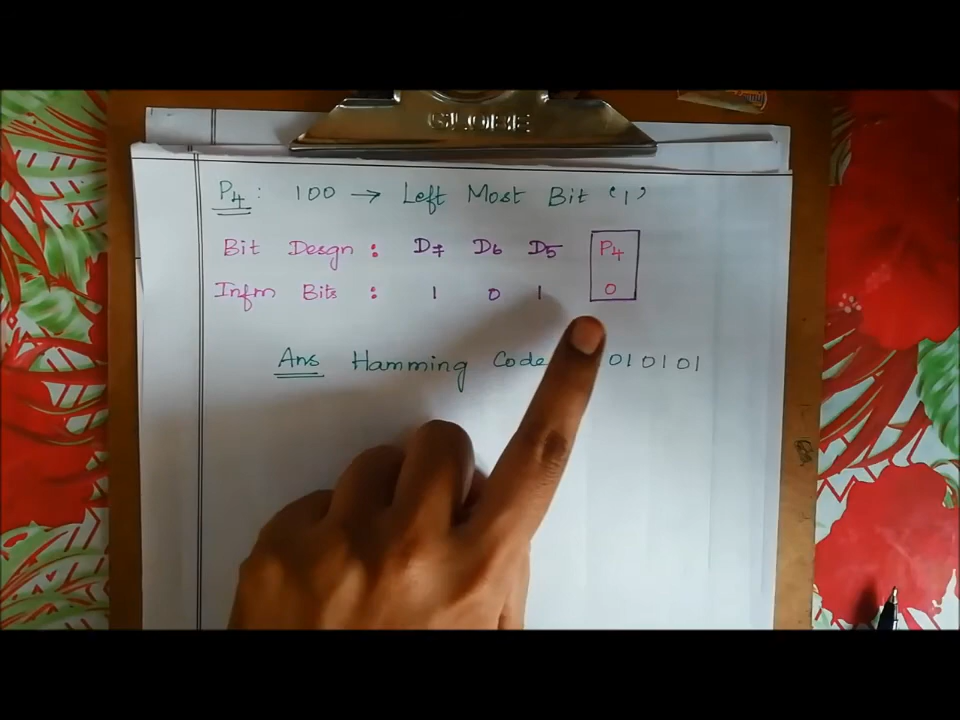 GLOBE
P4: 100 → Left Most Bit '1'
Bit Desgn : D7 D6 D5 P4
Infm Bits : 1 0 1 0
Ans Hamming Code 010101